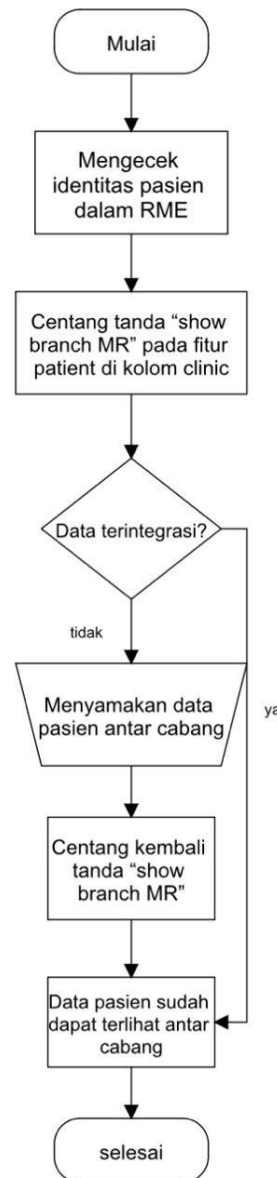 Mulai
Mengecek
identitas pasien
dalam RME
Centang tanda “show
branch MR” pada fitur
patient di kolom clinic
Data terintegrasi?
tidak
Menyamakan data
pasien antar cabang
ya
Centang kembali
tanda “show
branch MR”
Data pasien sudah
dapat terlihat antar
cabang
selesai